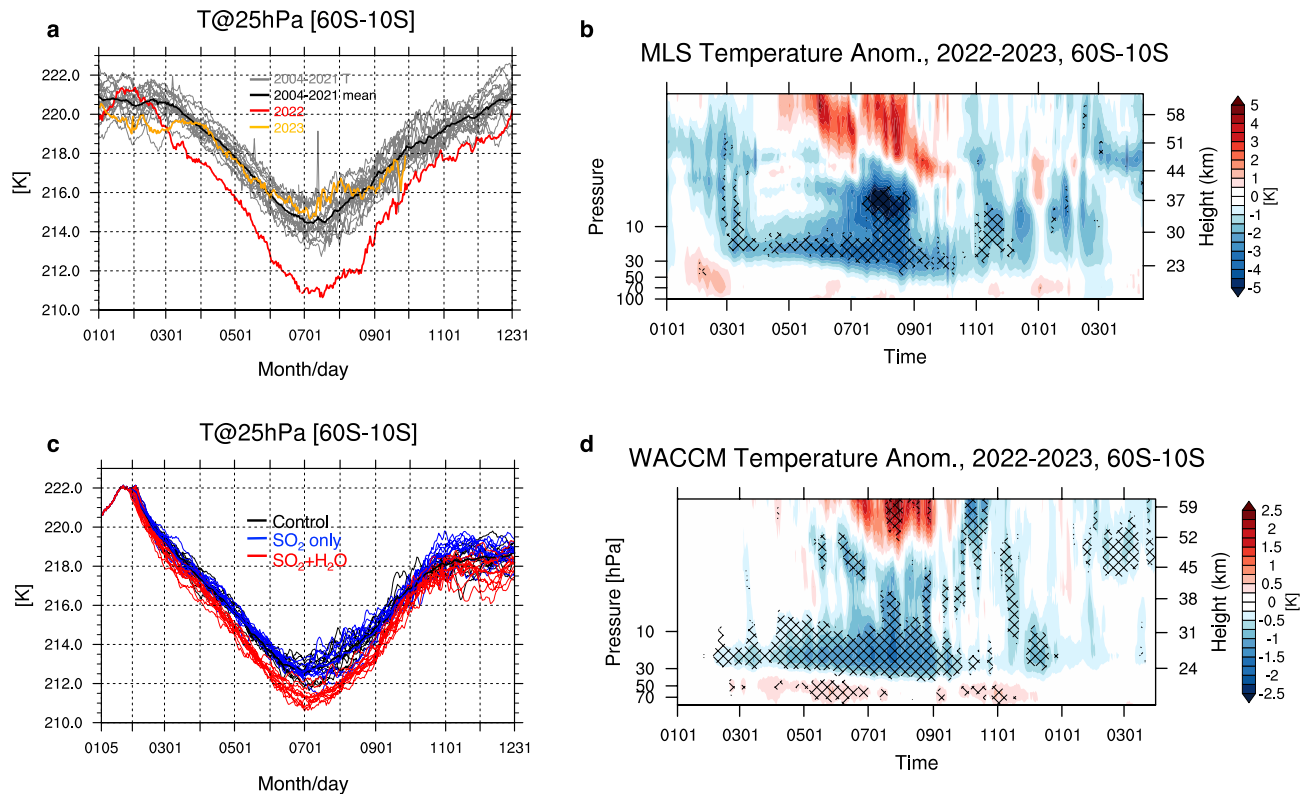 a
T@25hPa [60S-10S]
222.0
220.0
218.0
216.0
214.0
212.0
210.0
[K]
2004-2021 T
2004-2021 mean
2022
2023
0101 0301 0501 0701 0901 1101 1231
Month/day
b
MLS Temperature Anom., 2022-2023, 60S-10S
Pressure
10
30
50
70
100
58
51
44
37
30
23
Height (km)
0101 0301 0501 0701 0901 1101 0101 0301
Time
5
4
3
2
1
0
-1
-2
-3
-4
-5
[K]
c
T@25hPa [60S-10S]
222.0
220.0
218.0
216.0
214.0
212.0
210.0
[K]
Control
SO2 only
SO2+H2O
0105 0301 0501 0701 0901 1101 1231
Month/day
d
WACCM Temperature Anom., 2022-2023, 60S-10S
Pressure [hPa]
10
30
50
70
59
52
45
38
31
24
Height (km)
0101 0301 0501 0701 0901 1101 0101 0301
Time
2.5
2
1.5
1
0.5
0
-0.5
-1
-1.5
-2
-2.5
[K]